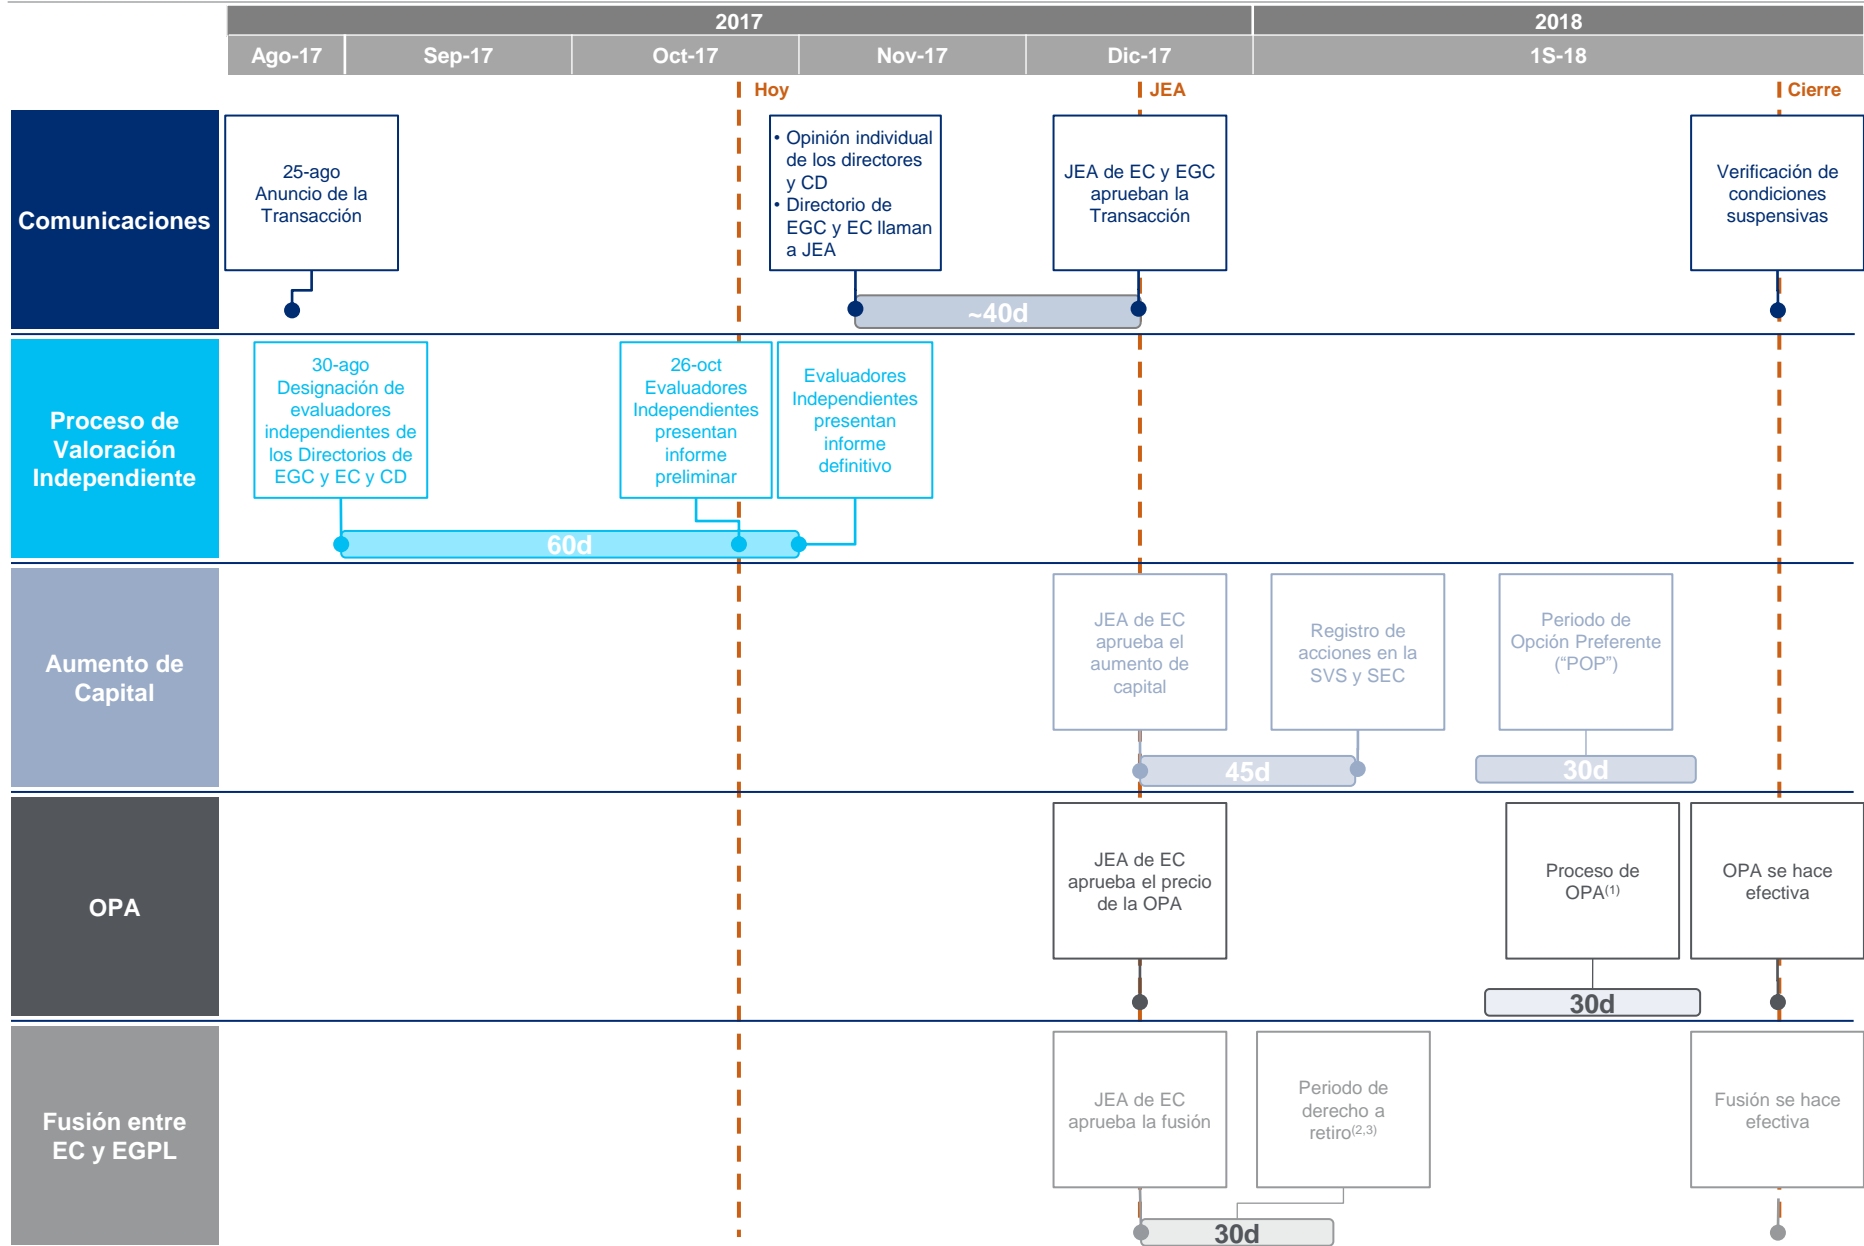 2017
2018
Ago-17
Sep-17
Oct-17
Nov-17
Dic-17
1S-18
Hoy
JEA
Cierre
Comunicaciones
25-ago
Anuncio de la
Transacción
• Opinión individual
de los directores
y CD
• Directorio de
EGC y EC llaman
a JEA
JEA de EC y EGC
aprueban la
Transacción
Verificación de
condiciones
suspensivas
~40d
Proceso de
Valoración
Independiente
30-ago
Designación de
evaluadores
independientes de
los Directorios de
EGC y EC y CD
26-oct
Evaluadores
Independientes
presentan
informe
preliminar
Evaluadores
Independientes
presentan
informe
definitivo
60d
Aumento de
Capital
JEA de EC
aprueba el
aumento de
capital
Registro de
acciones en la
SVS y SEC
Periodo de
Opción Preferente
(“POP”)
45d
30d
OPA
JEA de EC
aprueba el precio
de la OPA
Proceso de
OPA(1)
OPA se hace
efectiva
30d
Fusión entre
EC y EGPL
JEA de EC
aprueba la fusión
Periodo de
derecho a
retiro(2,3)
Fusión se hace
efectiva
30d